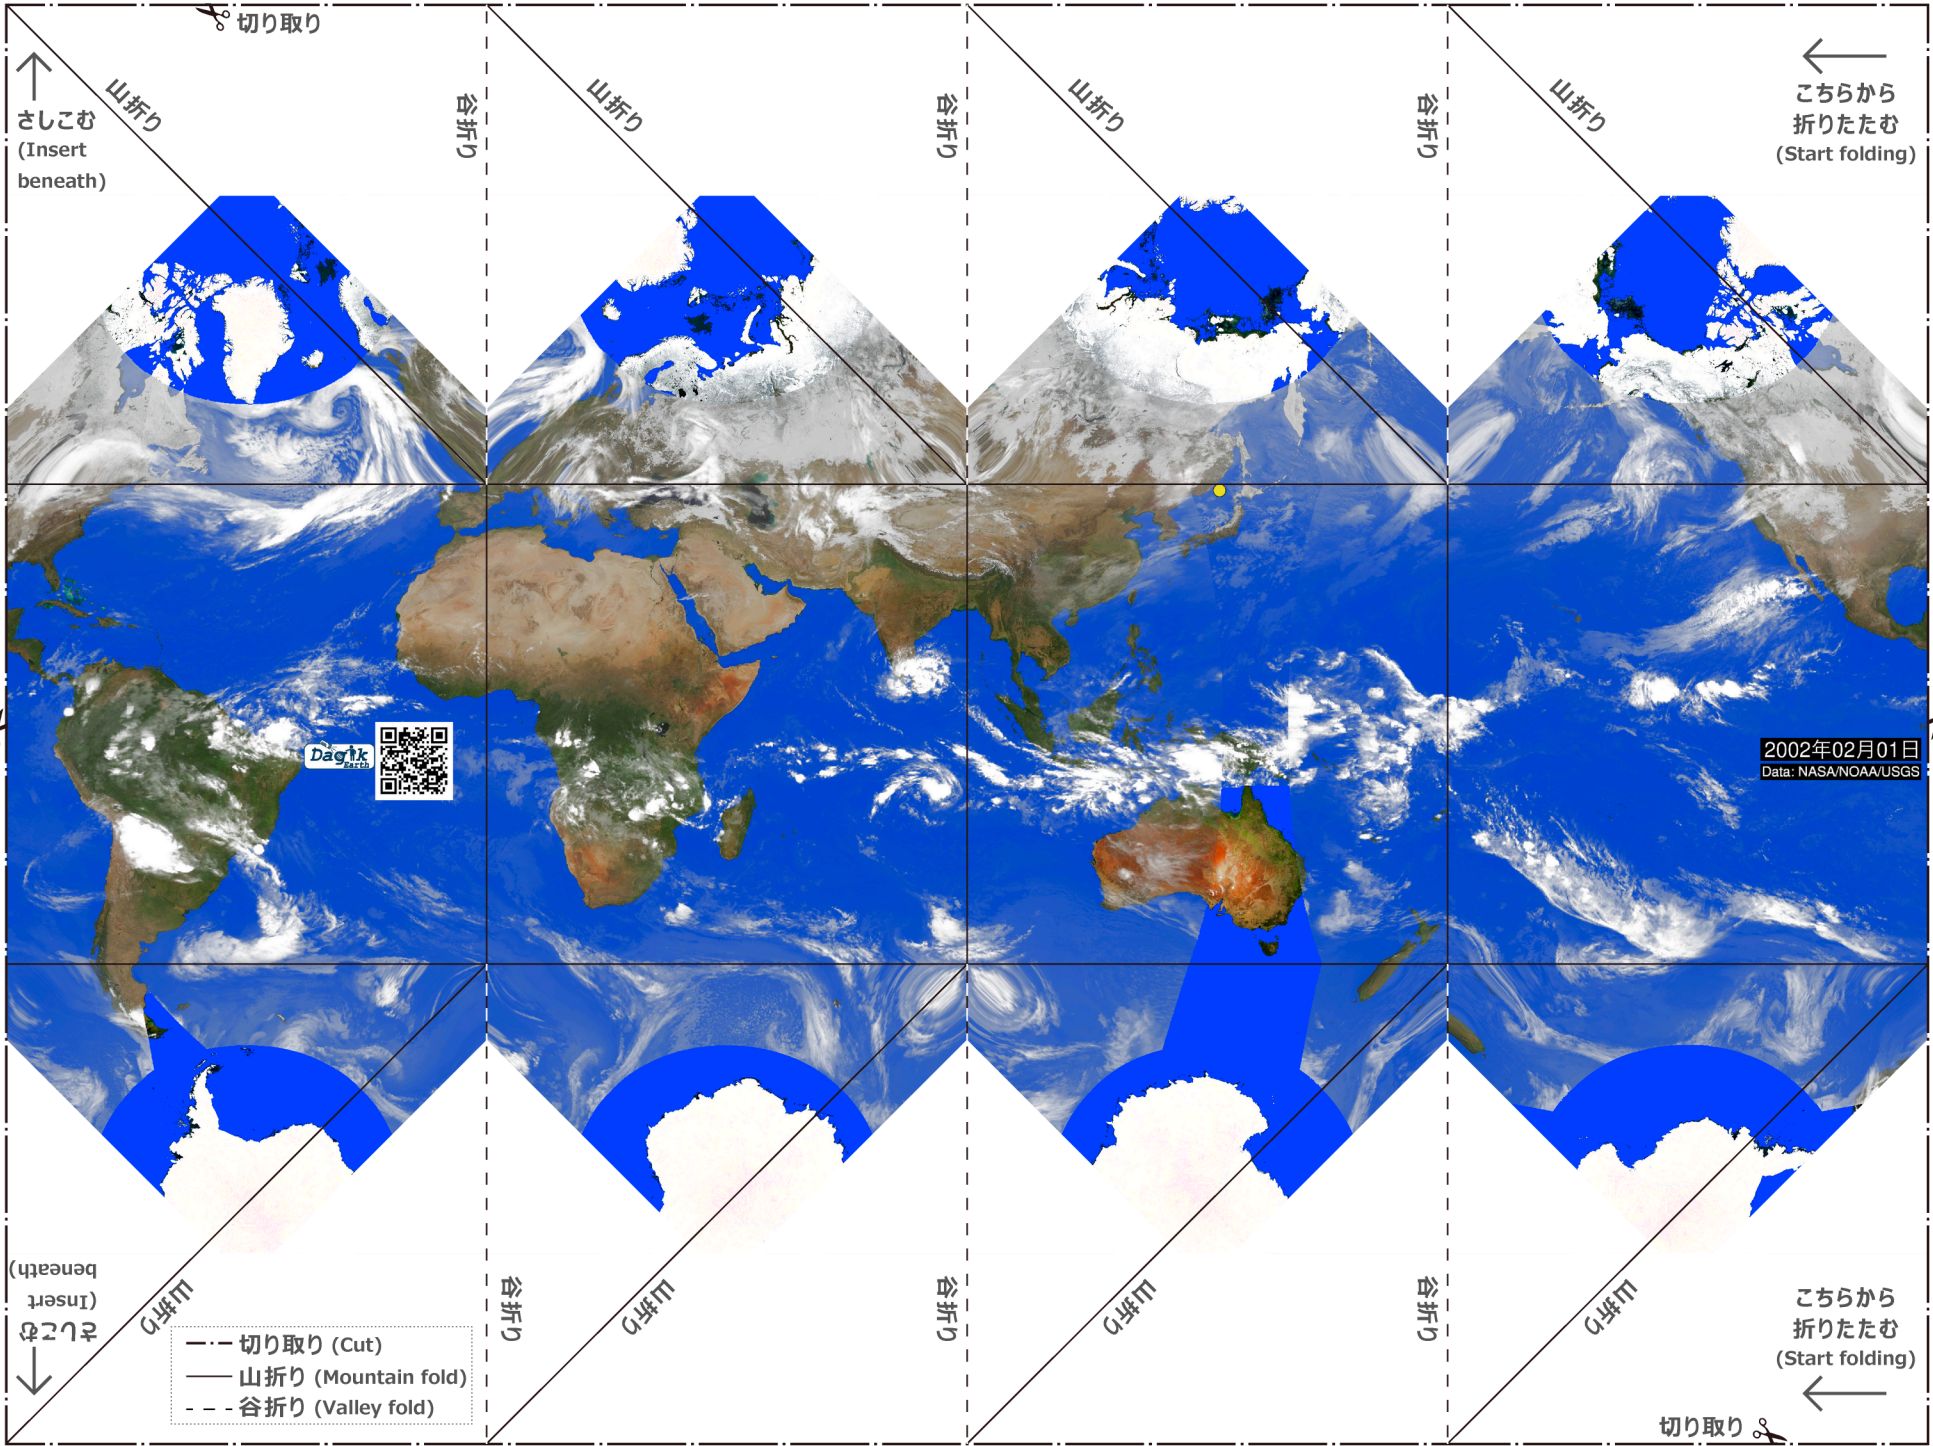 切り取り
山折り
谷折り
山折り
谷折り
山折り
谷折り
山折り
さしこむ
(Insert
beneath)
こちらから
折りたたむ
(Start folding)
Dagik
Earth
2002年02月01日
Data: NASA/NOAA/USGS
さしこむ
(Insert
beneath)
山折り
谷折り
山折り
谷折り
山折り
谷折り
山折り
こちらから
折りたたむ
(Start folding)
切り取り (Cut)
山折り (Mountain fold)
谷折り (Valley fold)
切り取り